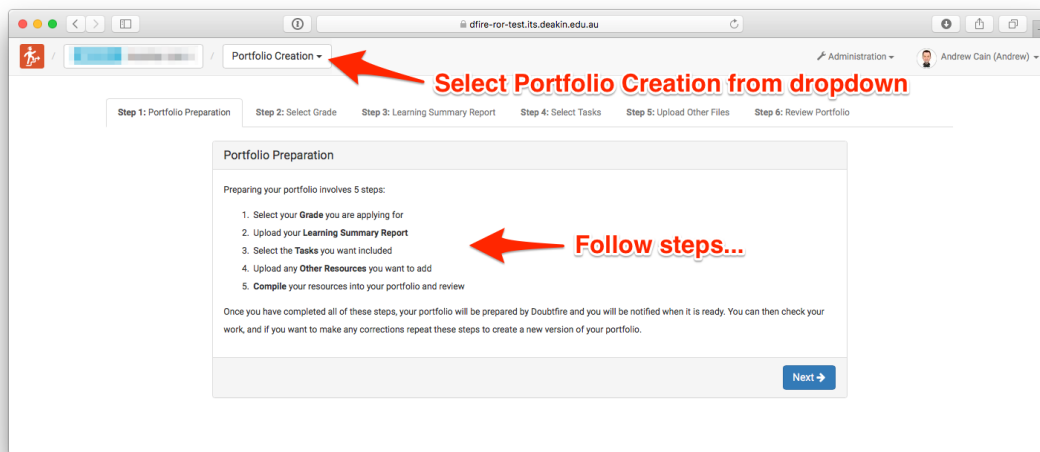 dfire-ror-test.its.deakin.edu.au
/ / Portfolio Creation Administration Andrew Cain (Andrew)
Select Portfolio Creation from dropdown
Step 1: Portfolio Preparation Step 2: Select Grade Step 3: Learning Summary Report Step 4: Select Tasks Step 5: Upload Other Files Step 6: Review Portfolio
Portfolio Preparation
Preparing your portfolio involves 5 steps:
1. Select your Grade you are applying for
2. Upload your Learning Summary Report
3. Select the Tasks you want included
4. Upload any Other Resources you want to add
5. Compile your resources into your portfolio and review
Follow steps...
Once you have completed all of these steps, your portfolio will be prepared by Doubtfire and you will be notified when it is ready. You can then check your
work, and if you want to make any corrections repeat these steps to create a new version of your portfolio.
Next